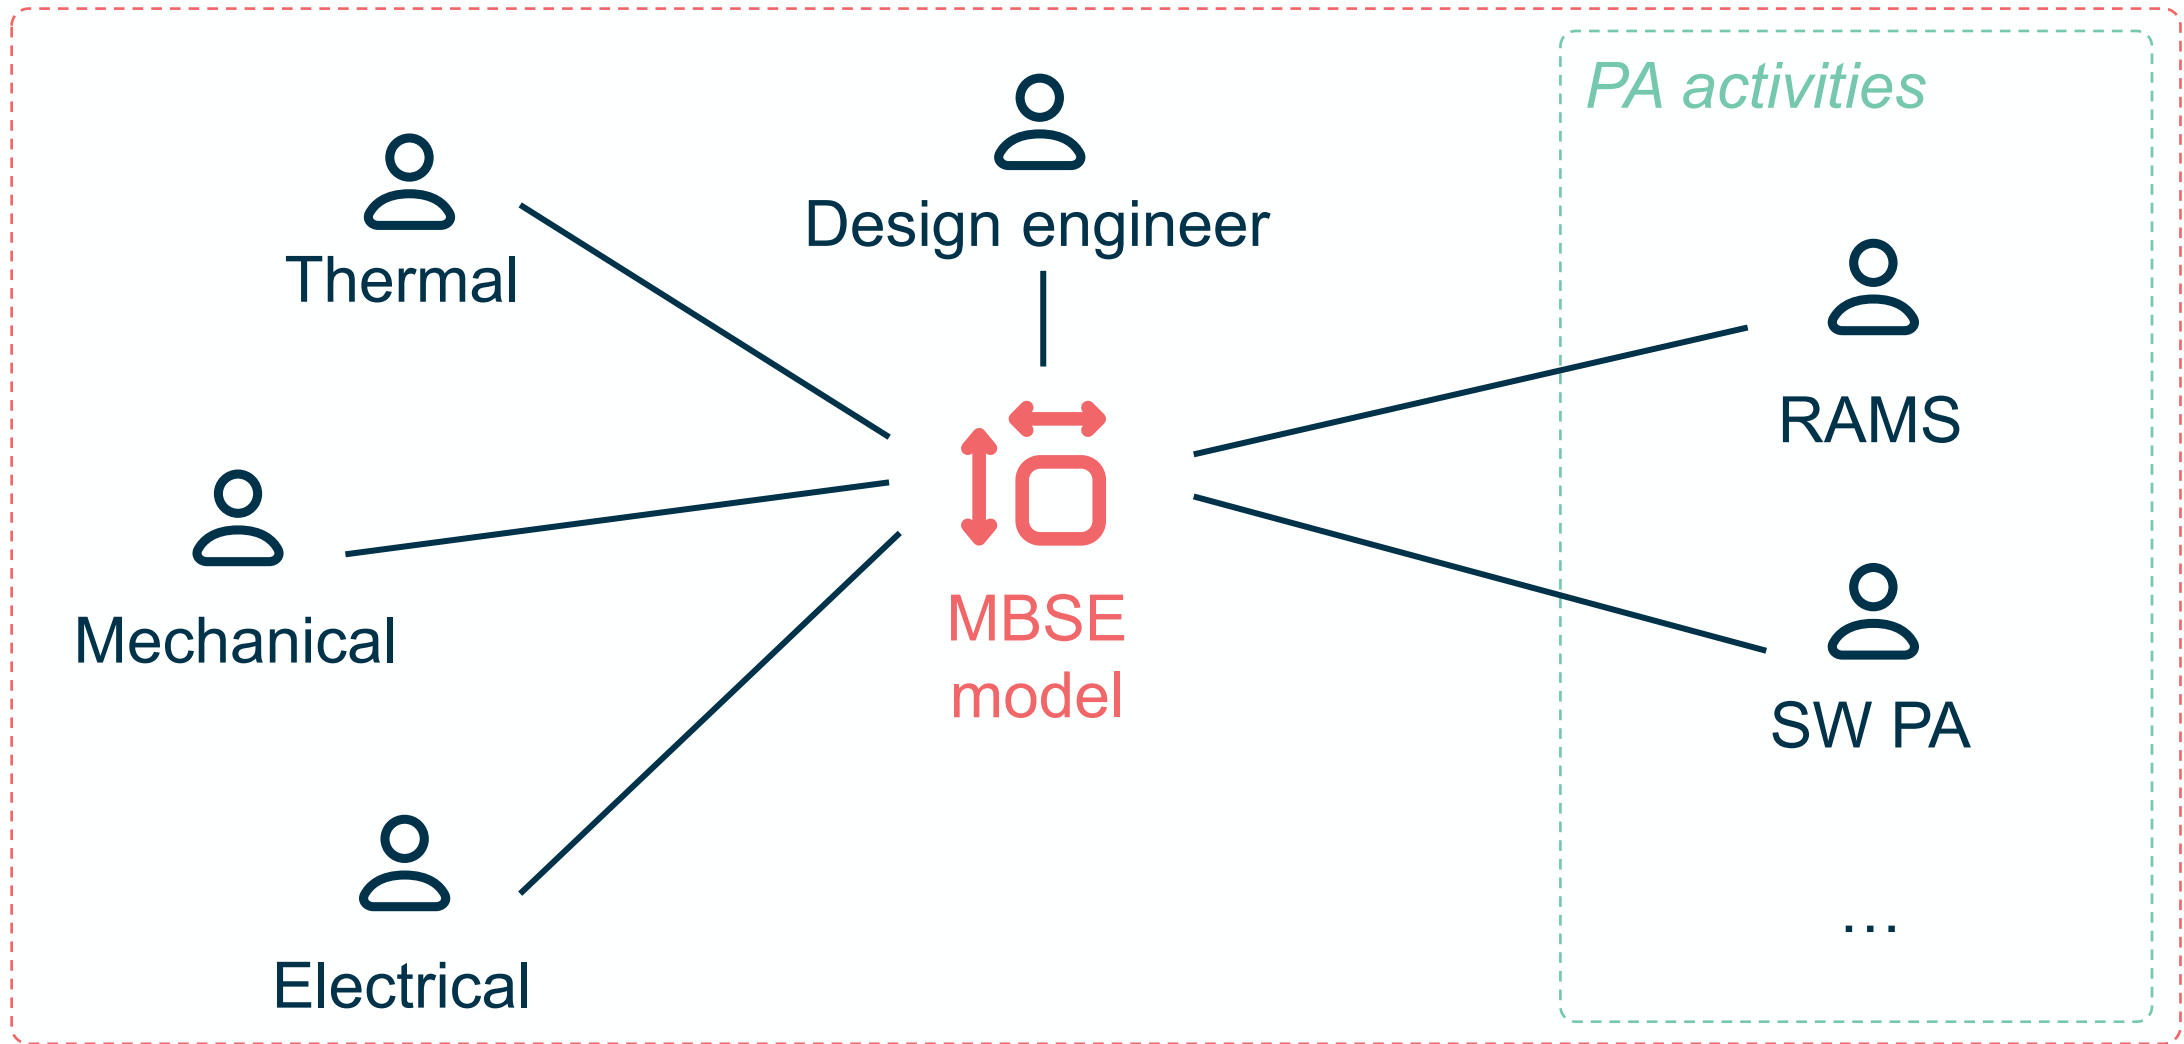 PA activities
Design engineer
Thermal
RAMS
Mechanical
MBSE
model
SW PA
…
Electrical